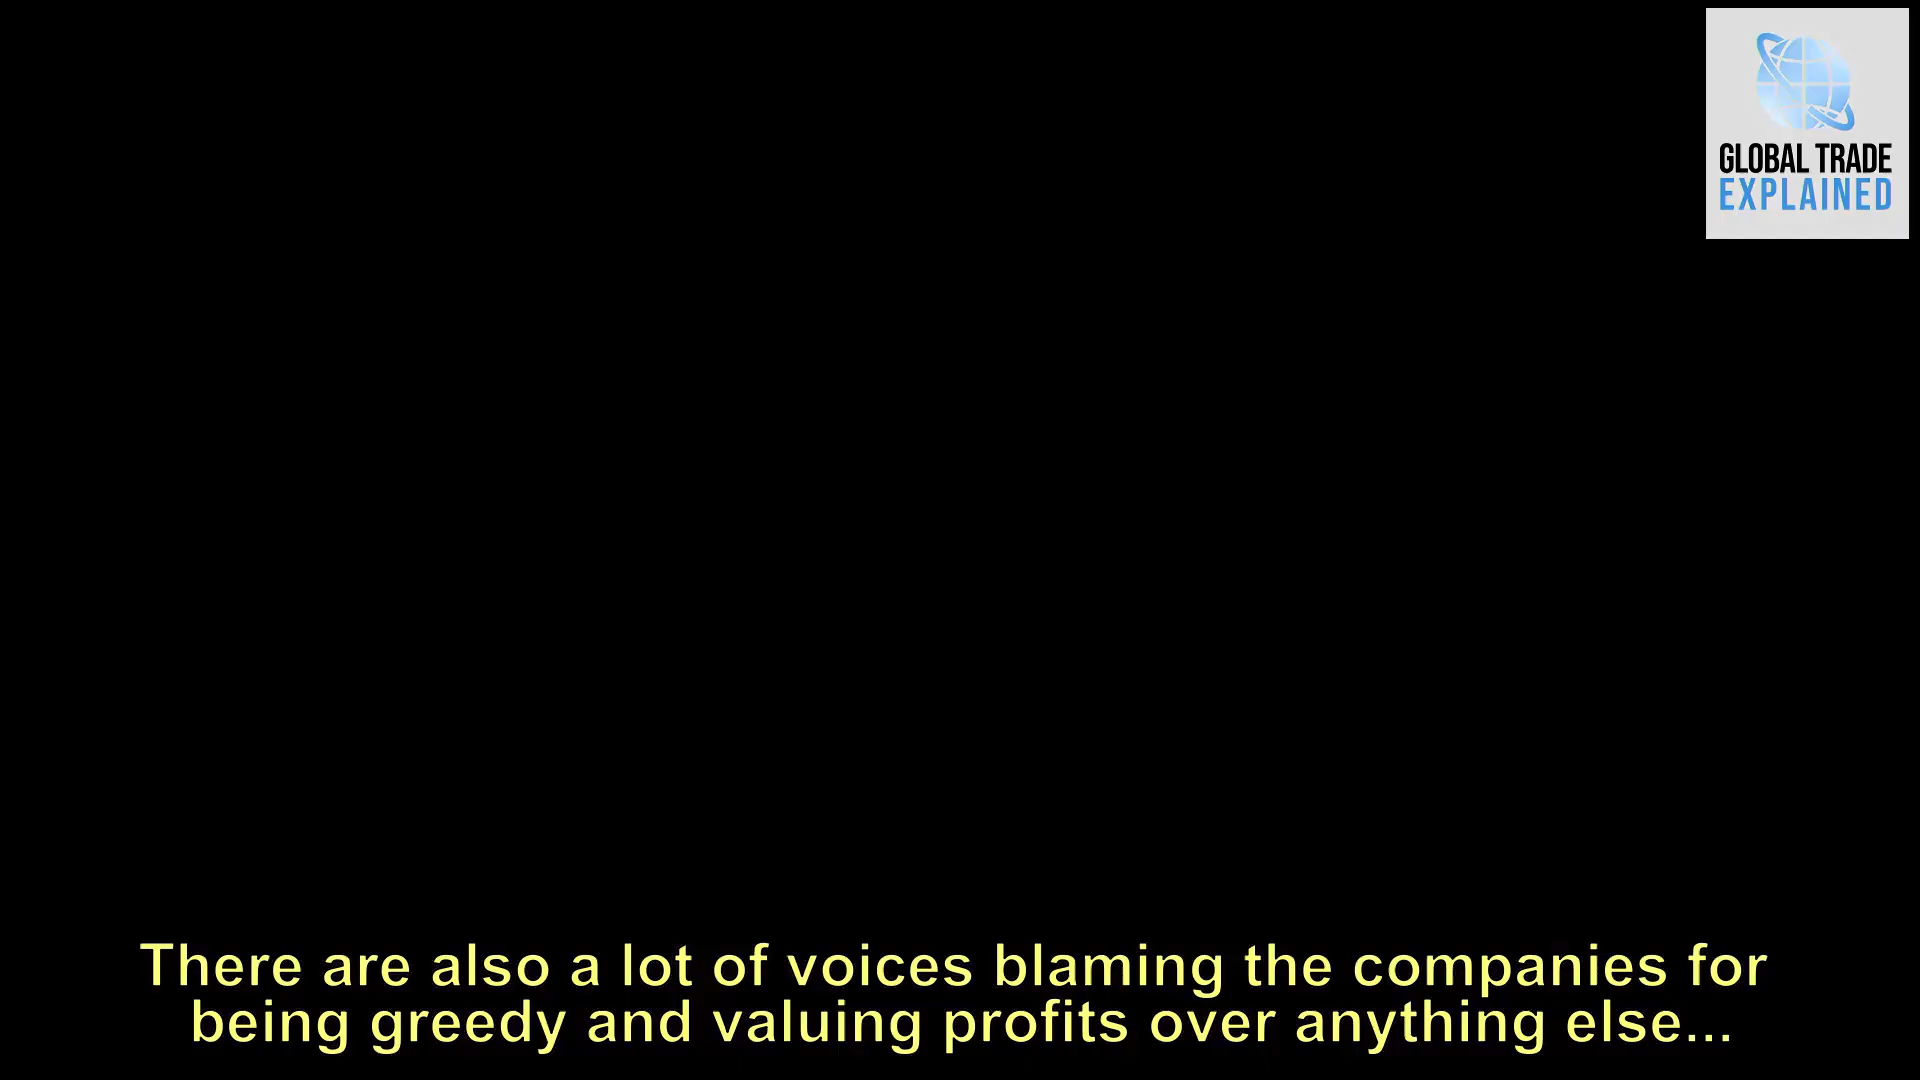 GLOBAL TRADE
EXPLAINED
There are also a lot of voices blaming the companies for
being greedy and valuing profits over anything else...